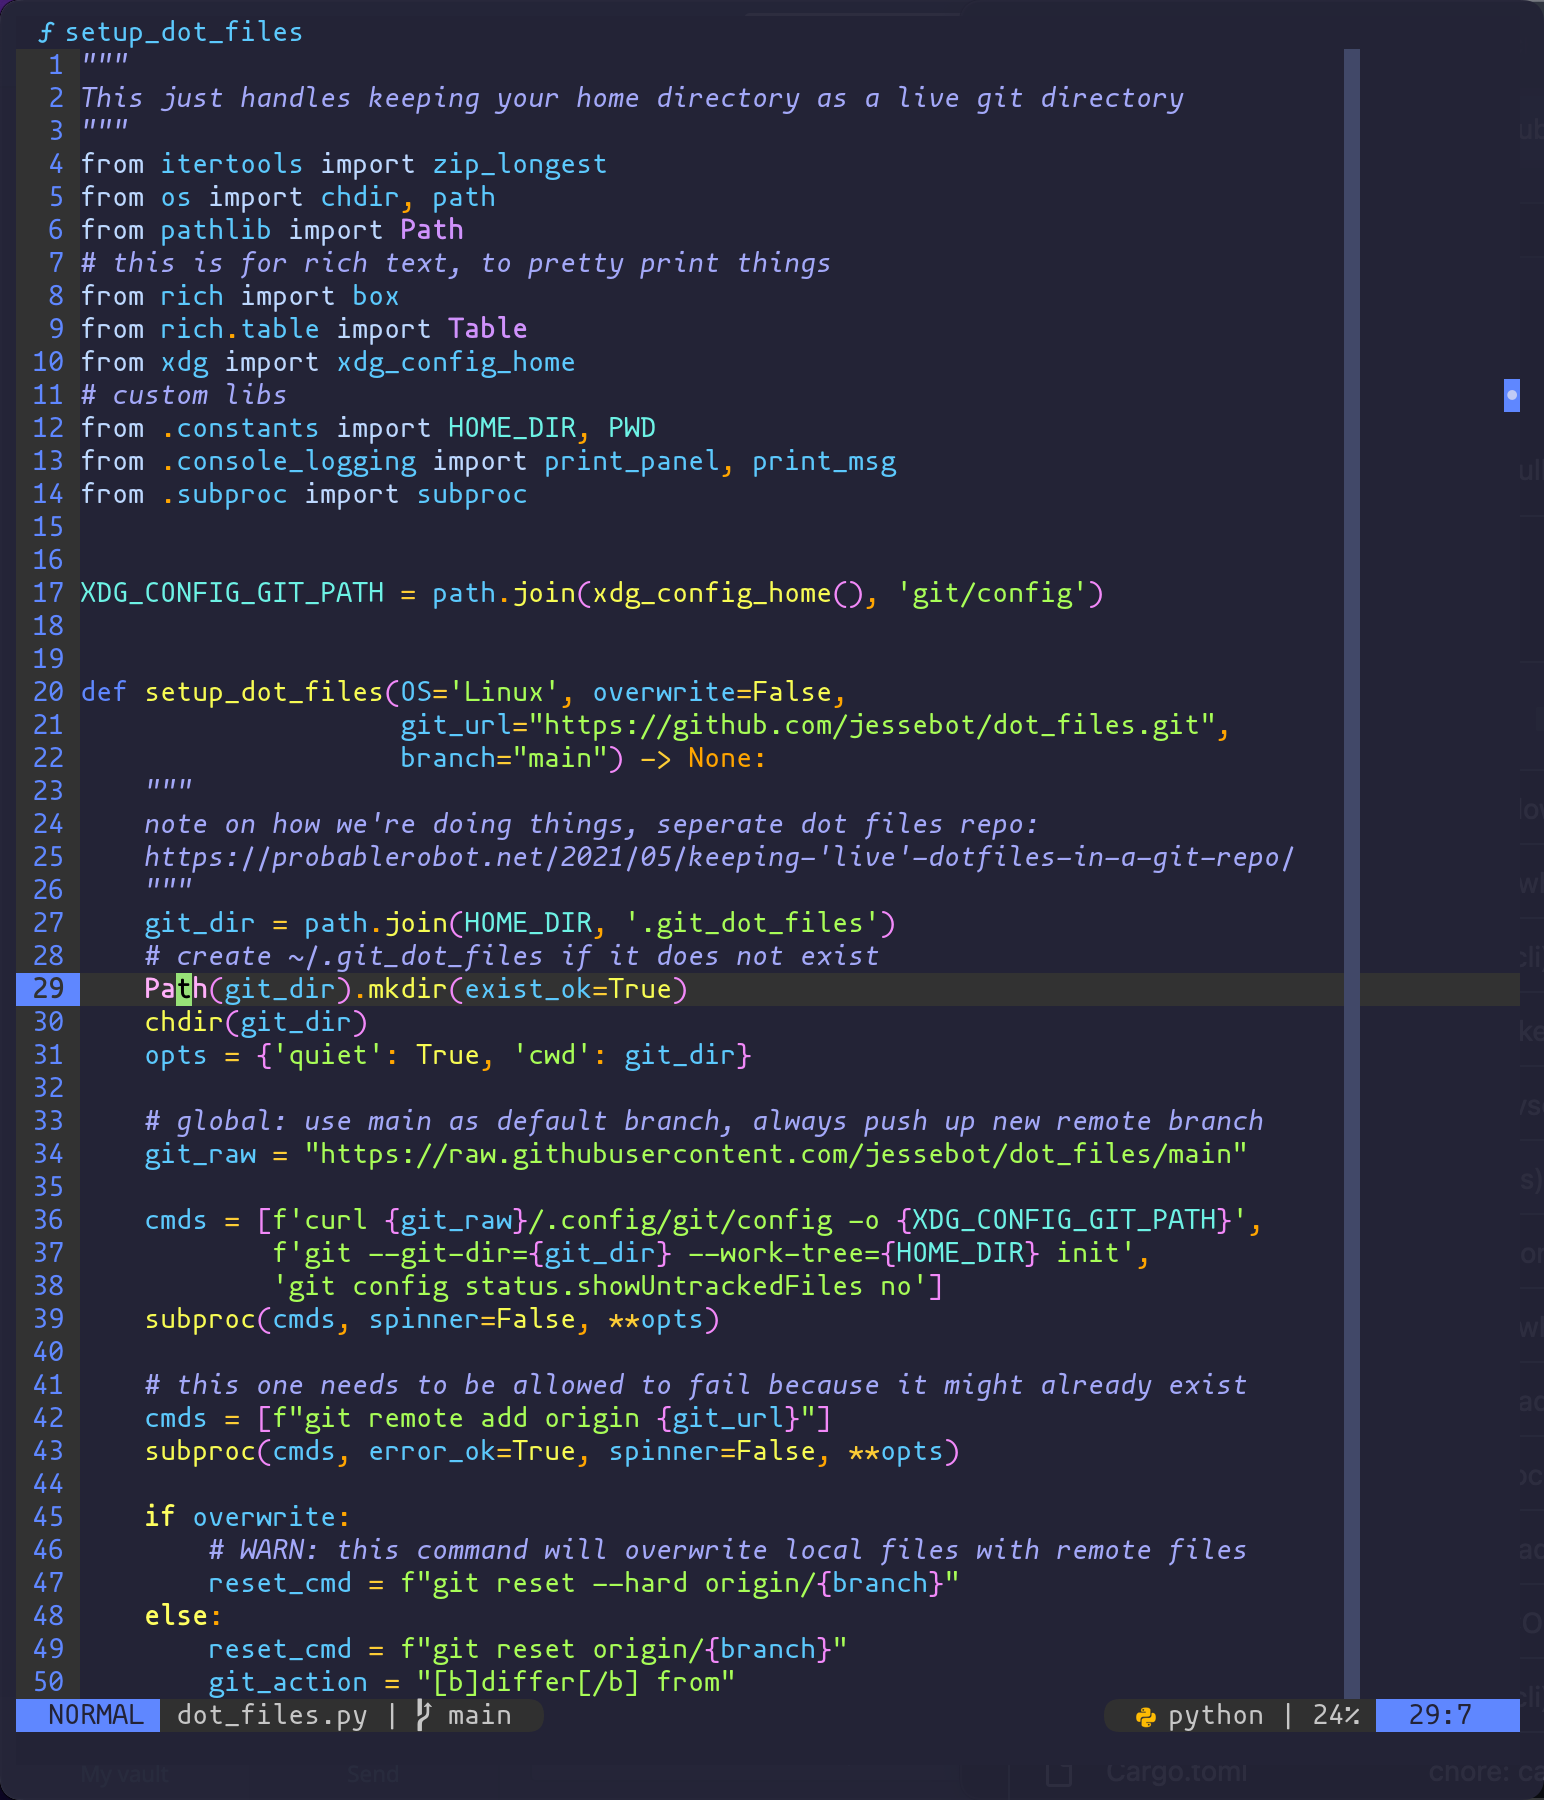 ƒ setup_dot_files
1 """
2 This just handles keeping your home directory as a live git directory
3 """
4 from itertools import zip_longest
5 from os import chdir, path
6 from pathlib import Path
7 # this is for rich text, to pretty print things
8 from rich import box
9 from rich.table import Table
10 from xdg import xdg_config_home
11 # custom libs
12 from .constants import HOME_DIR, PWD
13 from .console_logging import print_panel, print_msg
14 from .subproc import subproc
15
16
17 XDG_CONFIG_GIT_PATH = path.join(xdg_config_home(), 'git/config')
18
19
20 def setup_dot_files(OS='Linux', overwrite=False,
21                     git_url="https://github.com/jessebot/dot_files.git",
22                     branch="main") -> None:
23     """
24     note on how we're doing things, seperate dot files repo:
25     https://probablerobot.net/2021/05/keeping-'live'-dotfiles-in-a-git-repo/
26     """
27     git_dir = path.join(HOME_DIR, '.git_dot_files')
28     # create ~/.git_dot_files if it does not exist
29     Path(git_dir).mkdir(exist_ok=True)
30     chdir(git_dir)
31     opts = {'quiet': True, 'cwd': git_dir}
32
33     # global: use main as default branch, always push up new remote branch
34     git_raw = "https://raw.githubusercontent.com/jessebot/dot_files/main"
35
36     cmds = [f'curl {git_raw}/.config/git/config -o {XDG_CONFIG_GIT_PATH}',
37             f'git --git-dir={git_dir} --work-tree={HOME_DIR} init',
38             'git config status.showUntrackedFiles no']
39     subproc(cmds, spinner=False, **opts)
40
41     # this one needs to be allowed to fail because it might already exist
42     cmds = [f"git remote add origin {git_url}"]
43     subproc(cmds, error_ok=True, spinner=False, **opts)
44
45     if overwrite:
46         # WARN: this command will overwrite local files with remote files
47         reset_cmd = f"git reset --hard origin/{branch}"
48     else:
49         reset_cmd = f"git reset origin/{branch}"
50         git_action = "[b]differ[/b] from"
NORMAL dot_files.py | main python | 24% 29:7
My vault Send Cargo.toml chore: ca